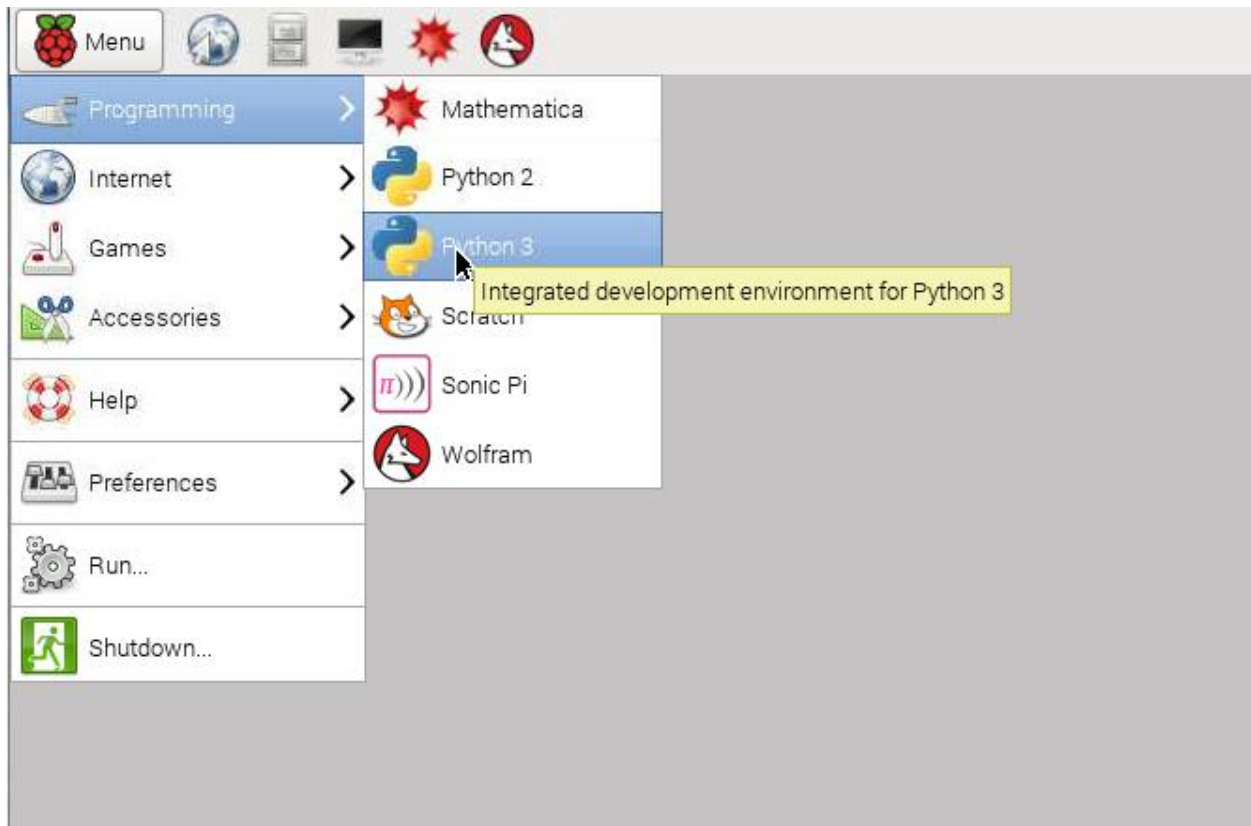 Menu
Programming
Internet
Games
Accessories
Help
Preferences
Run...
Shutdown...
Mathematica
Python 2
Python 3
Integrated development environment for Python 3
Scratch
Sonic Pi
π)))
Wolfram